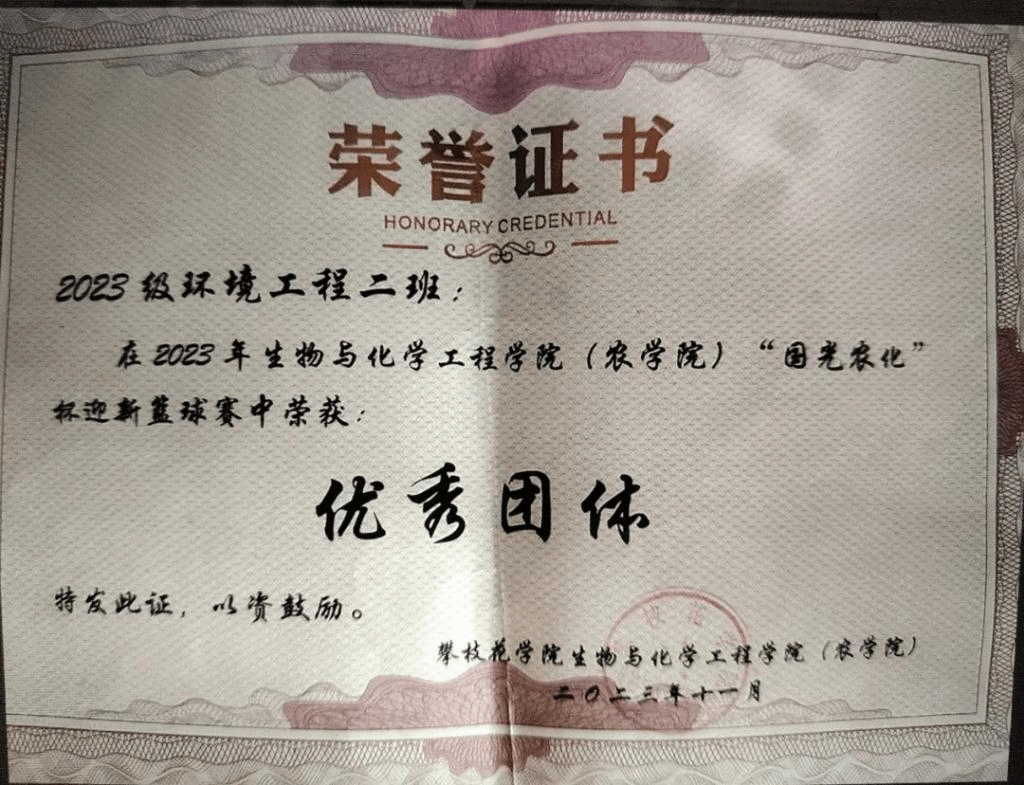 荣誉证书
HONORARY CREDENTIAL
2023级环境工程二班：
在2023年生物与化学工程学院（农学院）“国光农化”
杯迎新篮球赛中荣获：
优秀团体
特发此证，以资鼓励。
攀枝花学院生物与化学工程学院（农学院）
二〇二三年十一月